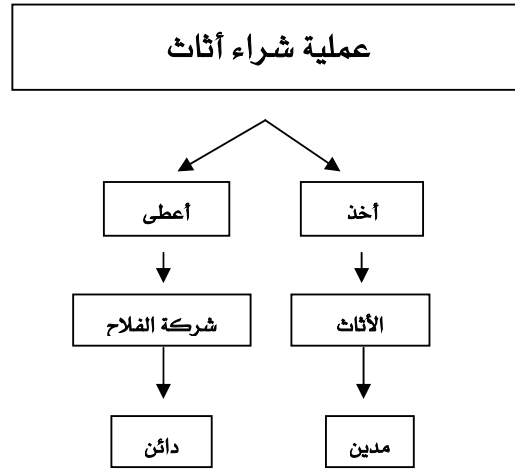 عملية شراء أثاث
أخذ
أعطى
الأثاث
شركة الفلاح
مدين
دائن